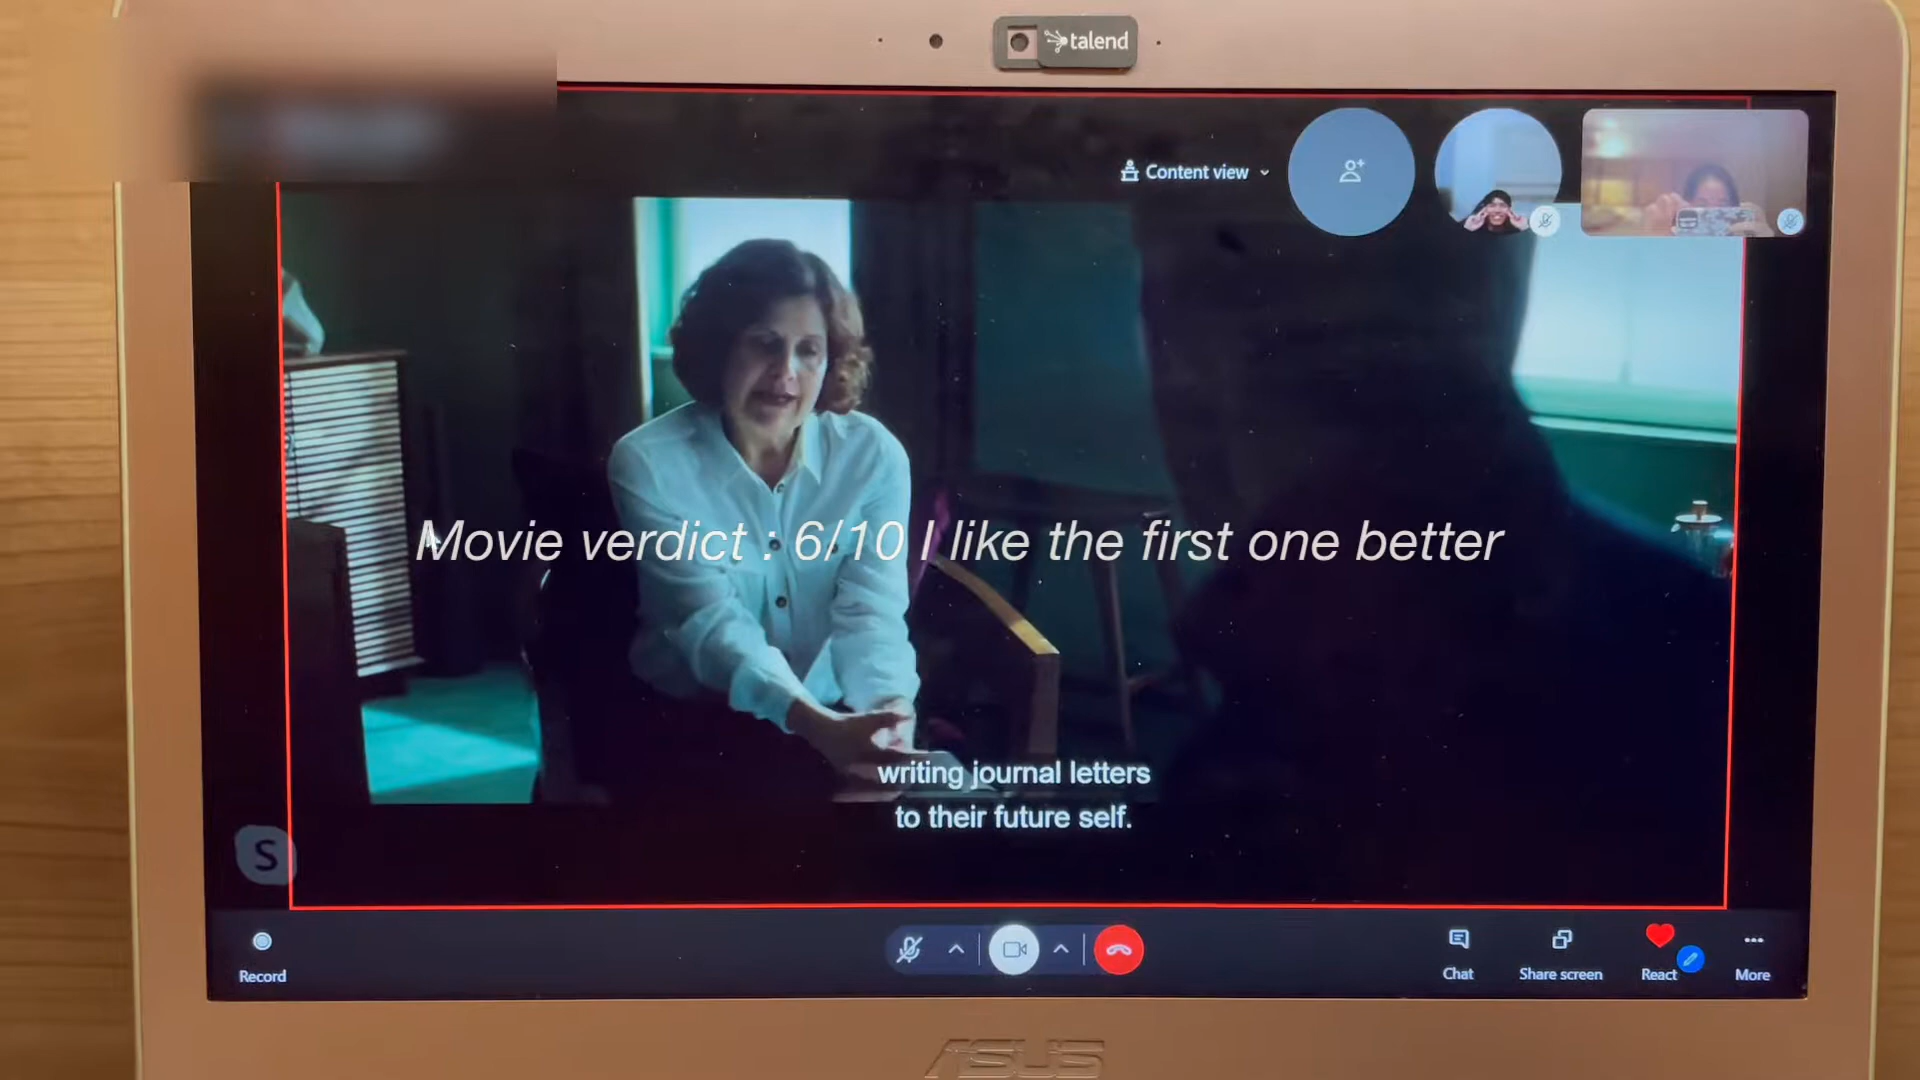 talend
Content view
Movie verdict : 6/10 I like the first one better
writing journal letters
to their future self.
S
Record
Chat
Share screen
React
More
ASUS